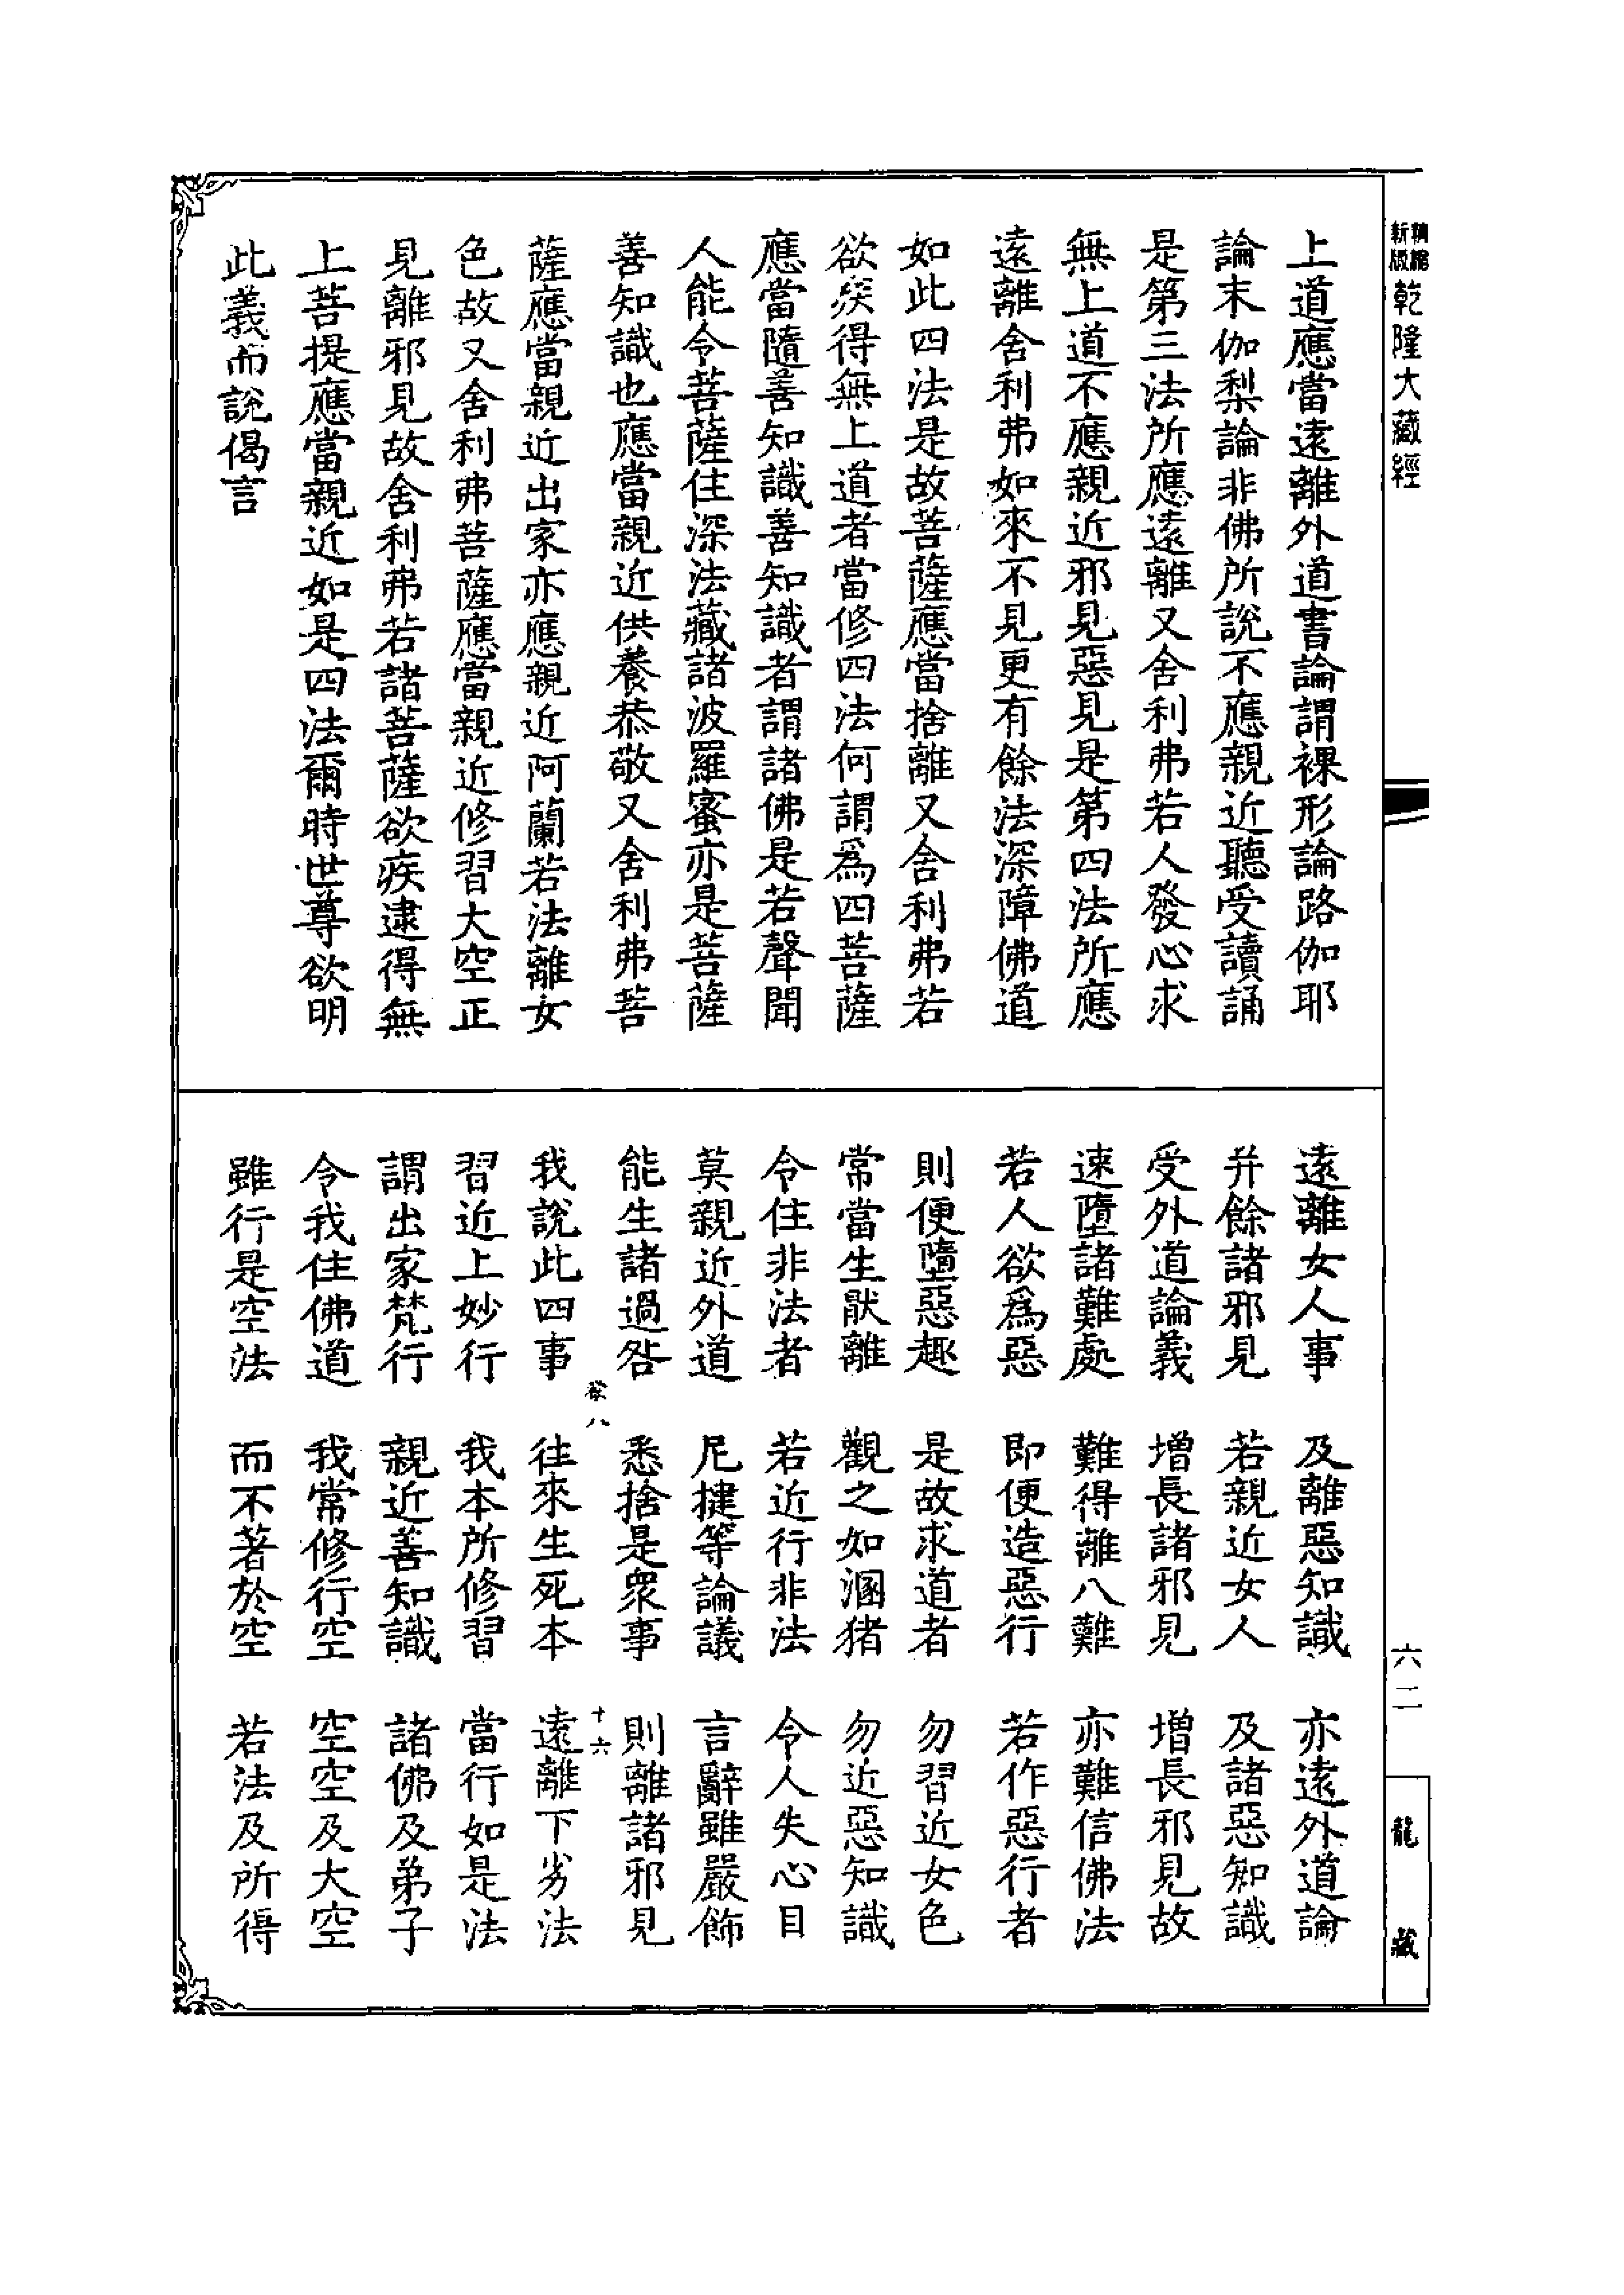 新版精縮乾隆大藏經
上道應當遠離外道書論謂裸形論路伽耶
論末伽梨論非佛所說不應親近聽受讀誦
是第三法所應遠離又舍利弗若人發心求
無上道不應親近邪見惡見是第四法所應
遠離舍利弗如來不見更有餘法深障佛道
如此四法是故菩薩應當捨離又舍利弗若
欲疾得無上道者當修四法何謂爲四菩薩
應當隨善知識善知識者謂諸佛是若聲聞
人能令菩薩住深法藏諸波羅蜜亦是菩薩
善知識也應當親近供養恭敬又舍利弗菩
薩應當親近出家亦應親近阿蘭若法離女
色故又舍利弗菩薩應當親近修習大空正
見離邪見故舍利弗若諸菩薩欲疾逮得無
上菩提應當親近如是四法爾時世尊欲明
此義而說偈言
遠離女人事 及離惡知識 亦遠外道論
并餘諸邪見 若親近女人 及諸惡知識
受外道論義 增長諸邪見 增長邪見故
速墮諸難處 難得離八難 亦難信佛法
若人欲爲惡 即便造惡行 若作惡行者
則便墮惡趣 是故求道者 勿習近女色
常當生厭離 觀之如溷猪 勿近惡知識
令住非法者 若近行非法 令人失心目
莫親近外道 尼揵等論議 言辭雖嚴飾
能生諸過咎 悉捨是衆事 則離諸邪見
卷八 十六
我說此四事 往來生死本 遠離下劣法
習近上妙行 我本所修習 當行如是法
謂出家梵行 親近善知識 諸佛及弟子
令我住佛道 我常修行空 空空及大空
雖行是空法 而不著於空 若法及所得
六二
龍藏